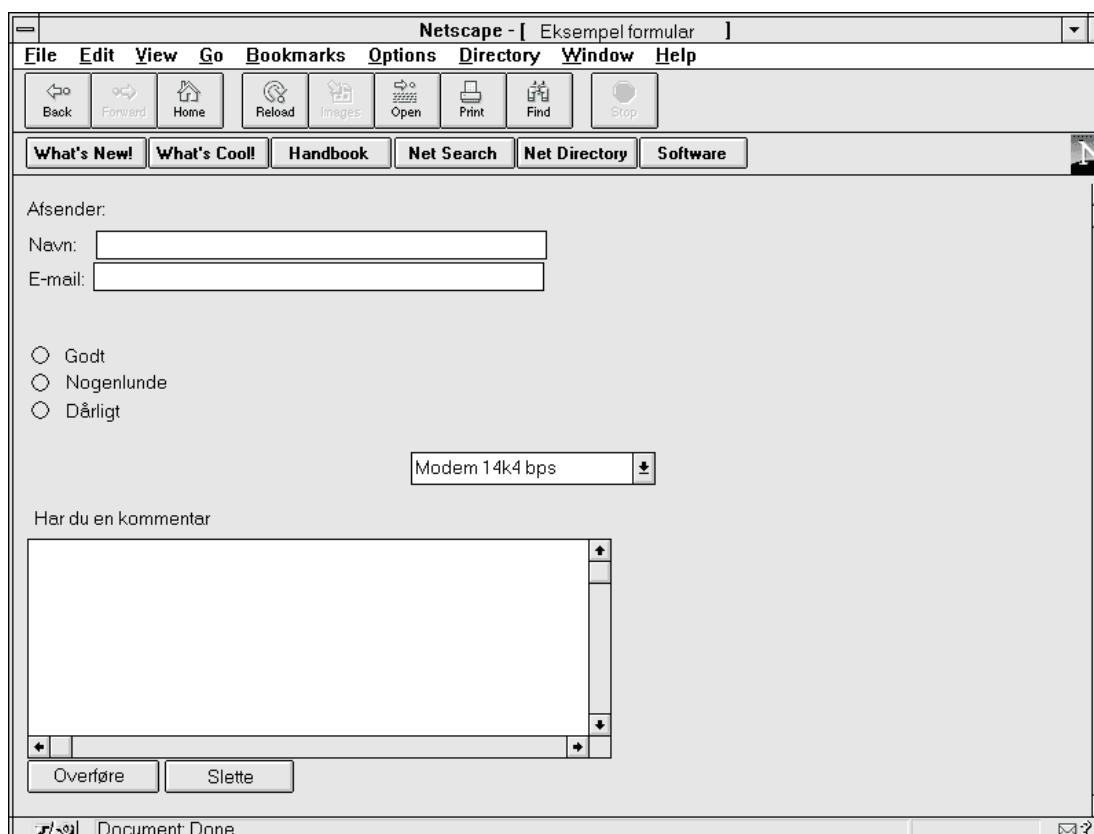 Netscape - [ Eksempel formular ]
File Edit View Go Bookmarks Options Directory Window Help
Back Forward Home Reload Images Open Print Find Stop
What's New! What's Cool! Handbook Net Search Net Directory Software
N
Afsender:
Navn:
E-mail:
Godt
Nogenlunde
Dårligt
Modem 14k4 bps
Har du en kommentar
Overføre Slette
Document: Done
?